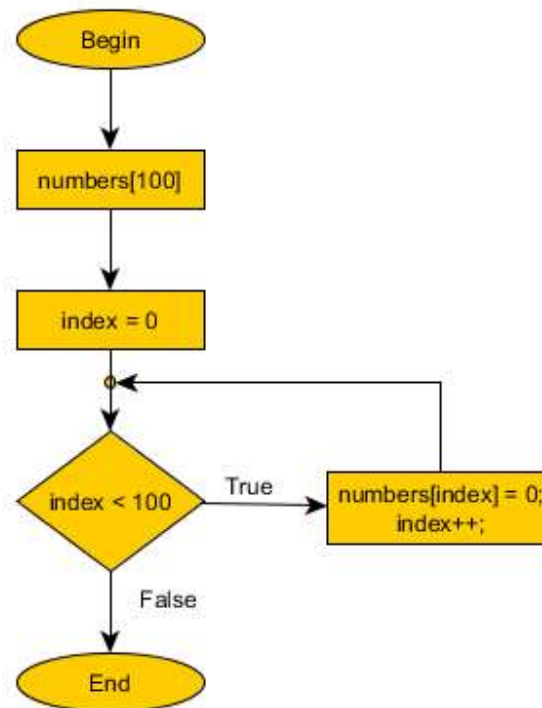 Begin
numbers[100]
index = 0
index < 100
True
numbers[index] = 0;
index++;
False
End